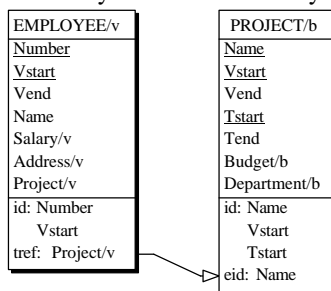 EMPLOYEE/v
Number
Vstart
Vend
Name
Salary/v
Address/v
Project/v
id: Number
Vstart
tref: Project/v
PROJECT/b
Name
Vstart
Vend
Tstart
Tend
Budget/b
Department/b
id: Name
Vstart
Tstart
eid: Name